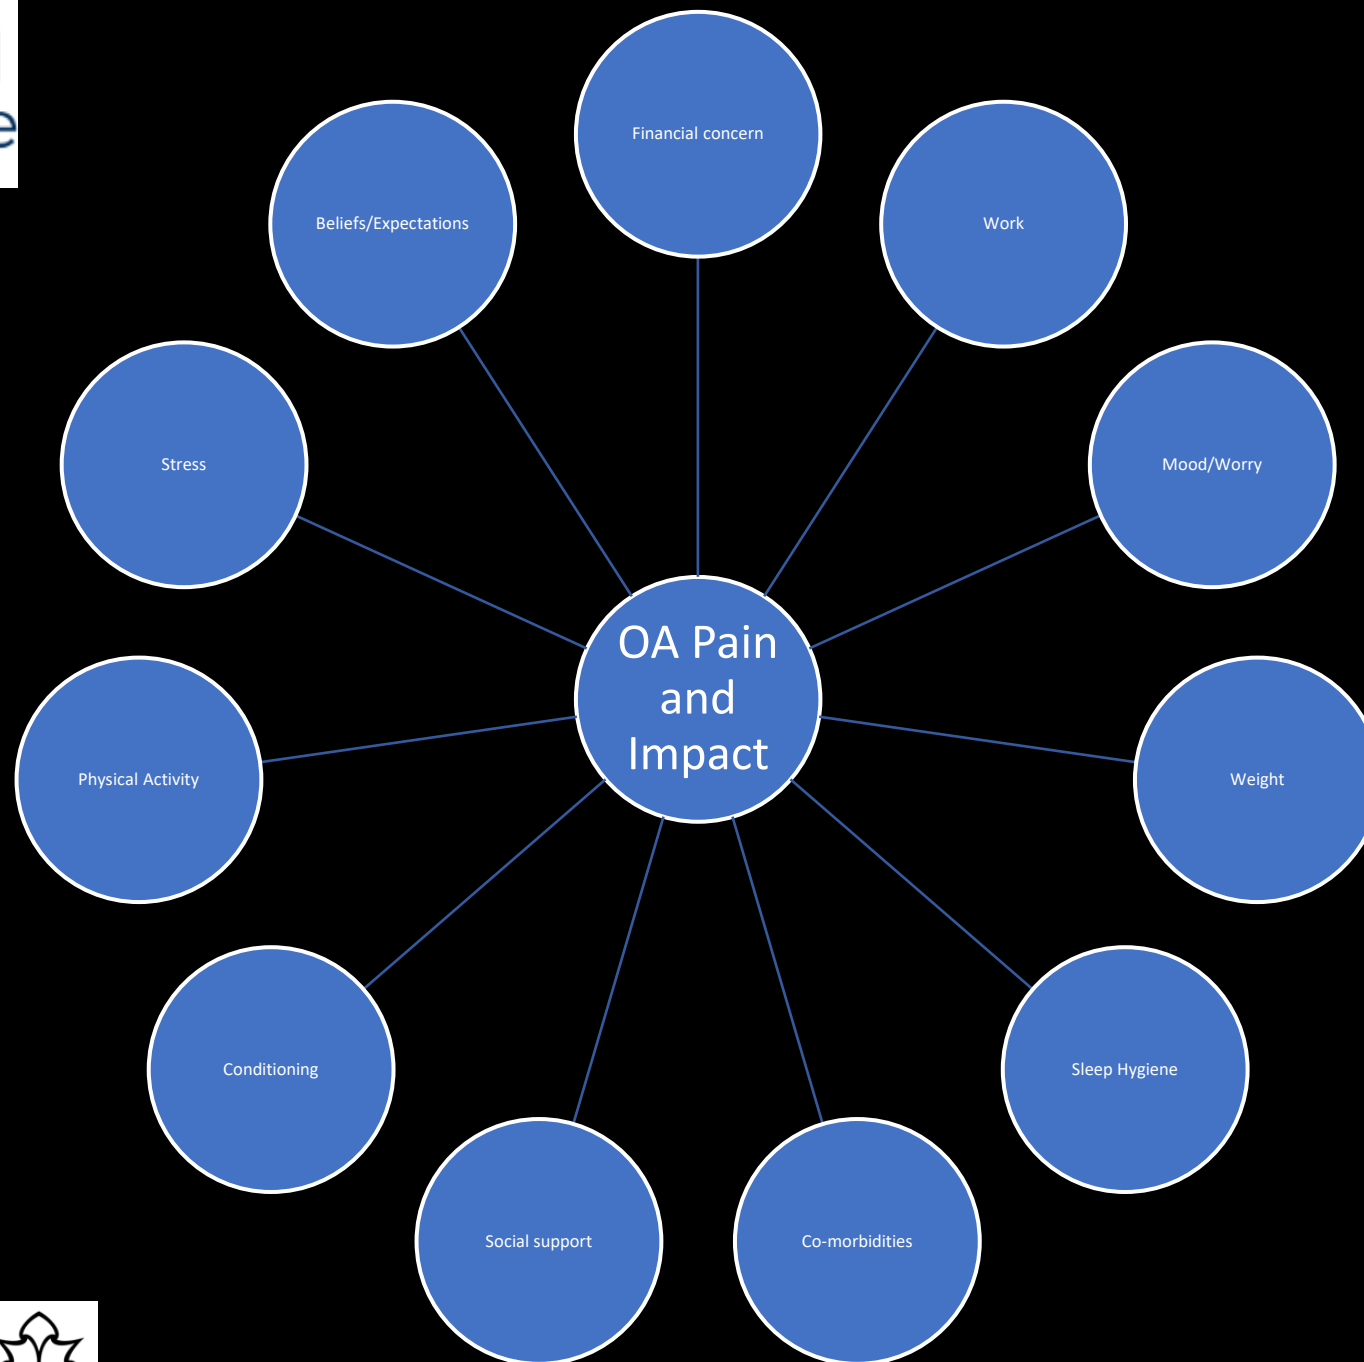 e
Financial concern
Work
Mood/Worry
Weight
Sleep Hygiene
Co-morbidities
Social support
Conditioning
Physical Activity
Stress
Beliefs/Expectations
OA Pain
and
Impact